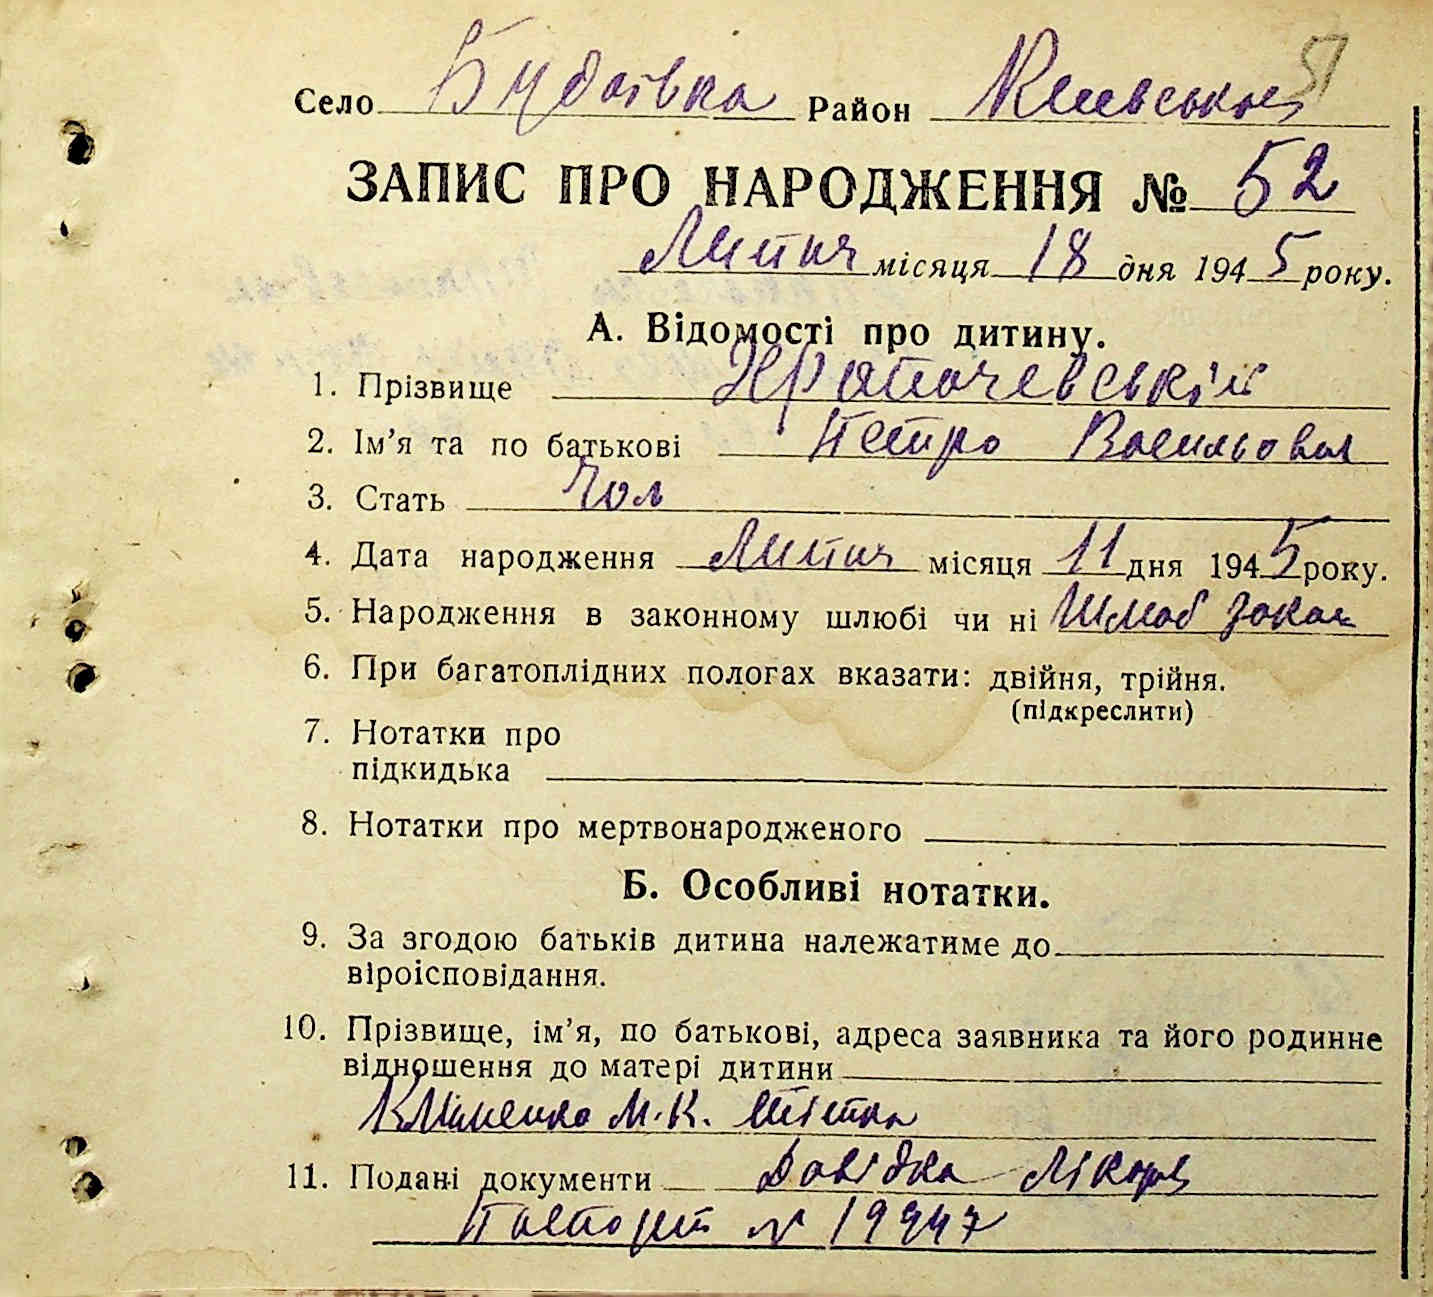 51
Село Будаївка Район Київський
ЗАПИС ПРО НАРОДЖЕННЯ № 52
Липня місяця 18 дня 1945 року.
А. Відомості про дитину.
1. Прізвище
2. Ім’я та по батькові Петро Васильович
3. Стать Чол
4. Дата народження Липня місяця 11 дня 1945 року.
5. Народження в законному шлюбі чи ні Шлюб закон
6. При багатоплідних пологах вказати: двійня, трійня.
(підкреслити)
7. Нотатки про
підкидька
8. Нотатки про мертвонародженого
Б. Особливі нотатки.
9. За згодою батьків дитина належатиме до
віроісповідання.
10. Прізвище, ім’я, по батькові, адреса заявника та його родинне
відношення до матері дитини
Клименко М.К. тітка
11. Подані документи Довідка лікаря
Паспорт № 19947